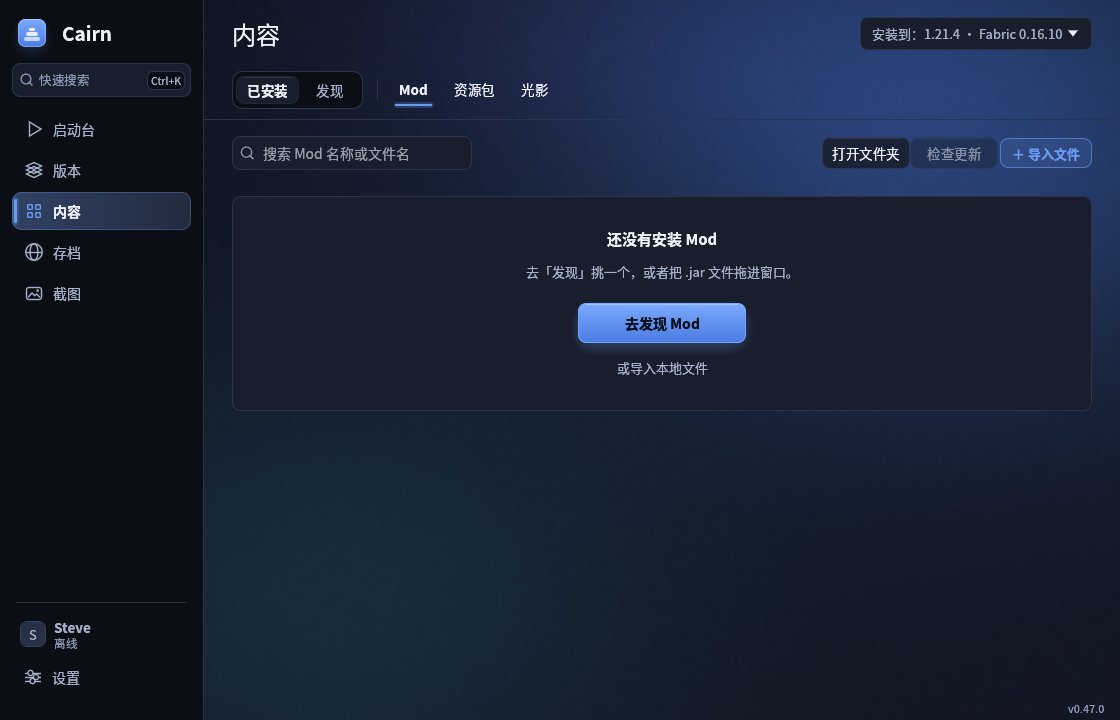 Cairn
快速搜索 Ctrl+K
启动台
版本
内容
存档
截图
S Steve
离线
设置
内容
安装到：1.21.4 • Fabric 0.16.10
已安装 发现 Mod 资源包 光影
搜索 Mod 名称或文件名
打开文件夹 检查更新 + 导入文件
还没有安装 Mod
去「发现」挑一个，或者把 .jar 文件拖进窗口。
去发现 Mod
或导入本地文件
v0.47.0